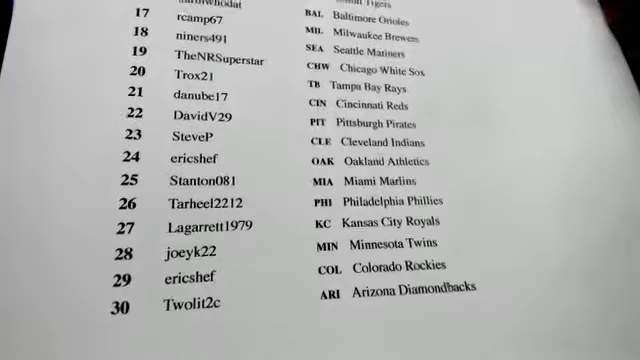 Tigers
BAL Baltimore Orioles
17 rcamp67 MIL Milwaukee Brewers
18 niners491 SEA Seattle Mariners
19 TheNRSuperstar CHW Chicago White Sox
20 Trox21 TB Tampa Bay Rays
21 danube17 CIN Cincinnati Reds
22 DavidV29 PIT Pittsburgh Pirates
23 SteveP CLE Cleveland Indians
24 ericshef OAK Oakland Athletics
25 Stanton081 MIA Miami Marlins
26 Tarheel2212 PHI Philadelphia Phillies
27 Lagarrett1979 KC Kansas City Royals
28 joeyk22 MIN Minnesota Twins
29 ericshef COL Colorado Rockies
30 Twolit2c ARI Arizona Diamondbacks